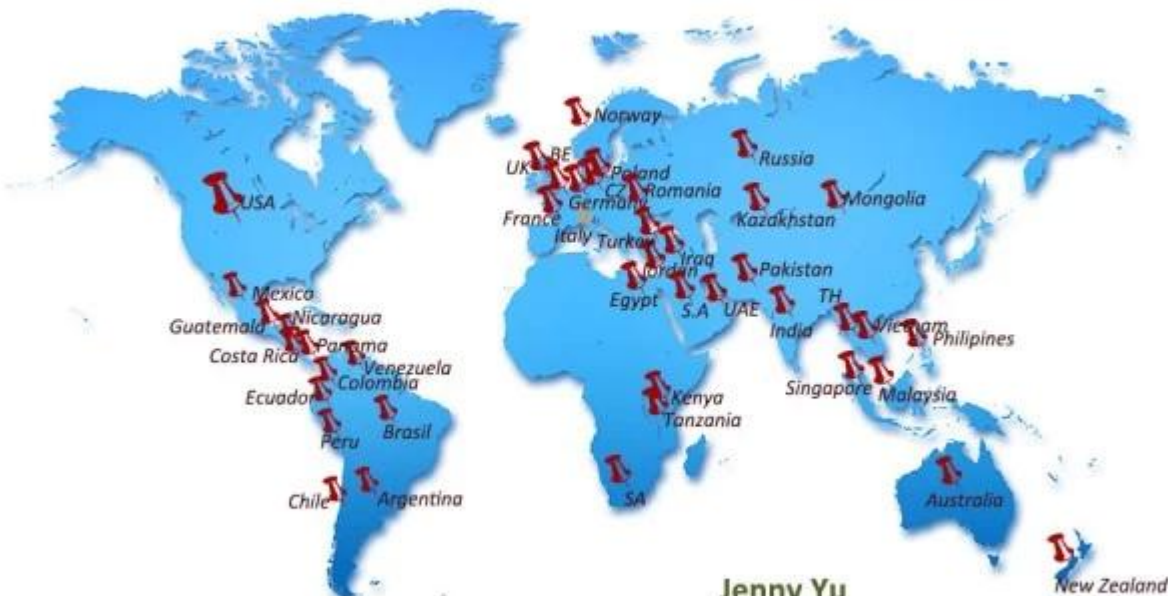 Norway
UK
BE
Poland
Russia
CZ
Romania
Germany
USA
France
Kazakhstan
Mongolia
Italy
Turkey
Iraq
Jordan
Pakistan
Egypt
S.A
UAE
India
TH
Vietnam
Philipines
Mexico
Guatemala
Nicaragua
Costa Rica
Panama
Venezuela
Colombia
Ecuador
Singapore
Malaysia
Kenya
Tanzania
Brasil
Peru
Chile
Argentina
SA
Australia
New Zealand
Jenny Yu